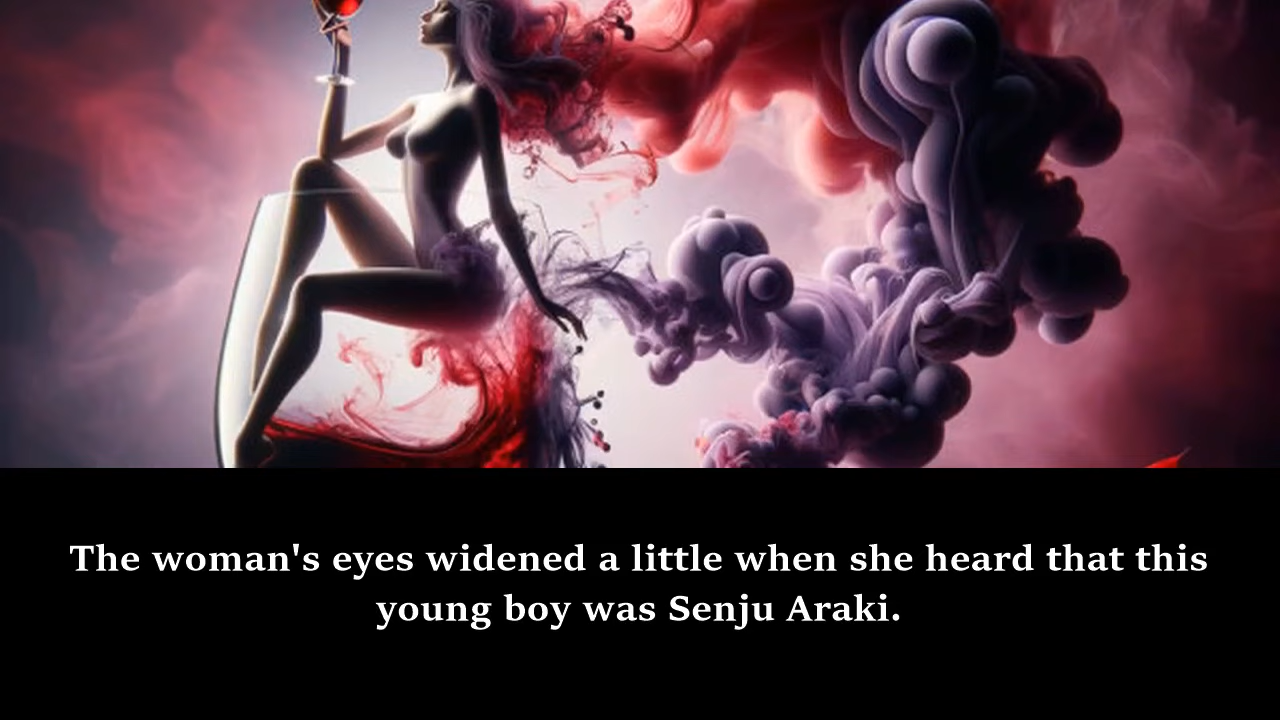 The woman's eyes widened a little when she heard that this
young boy was Senju Araki.